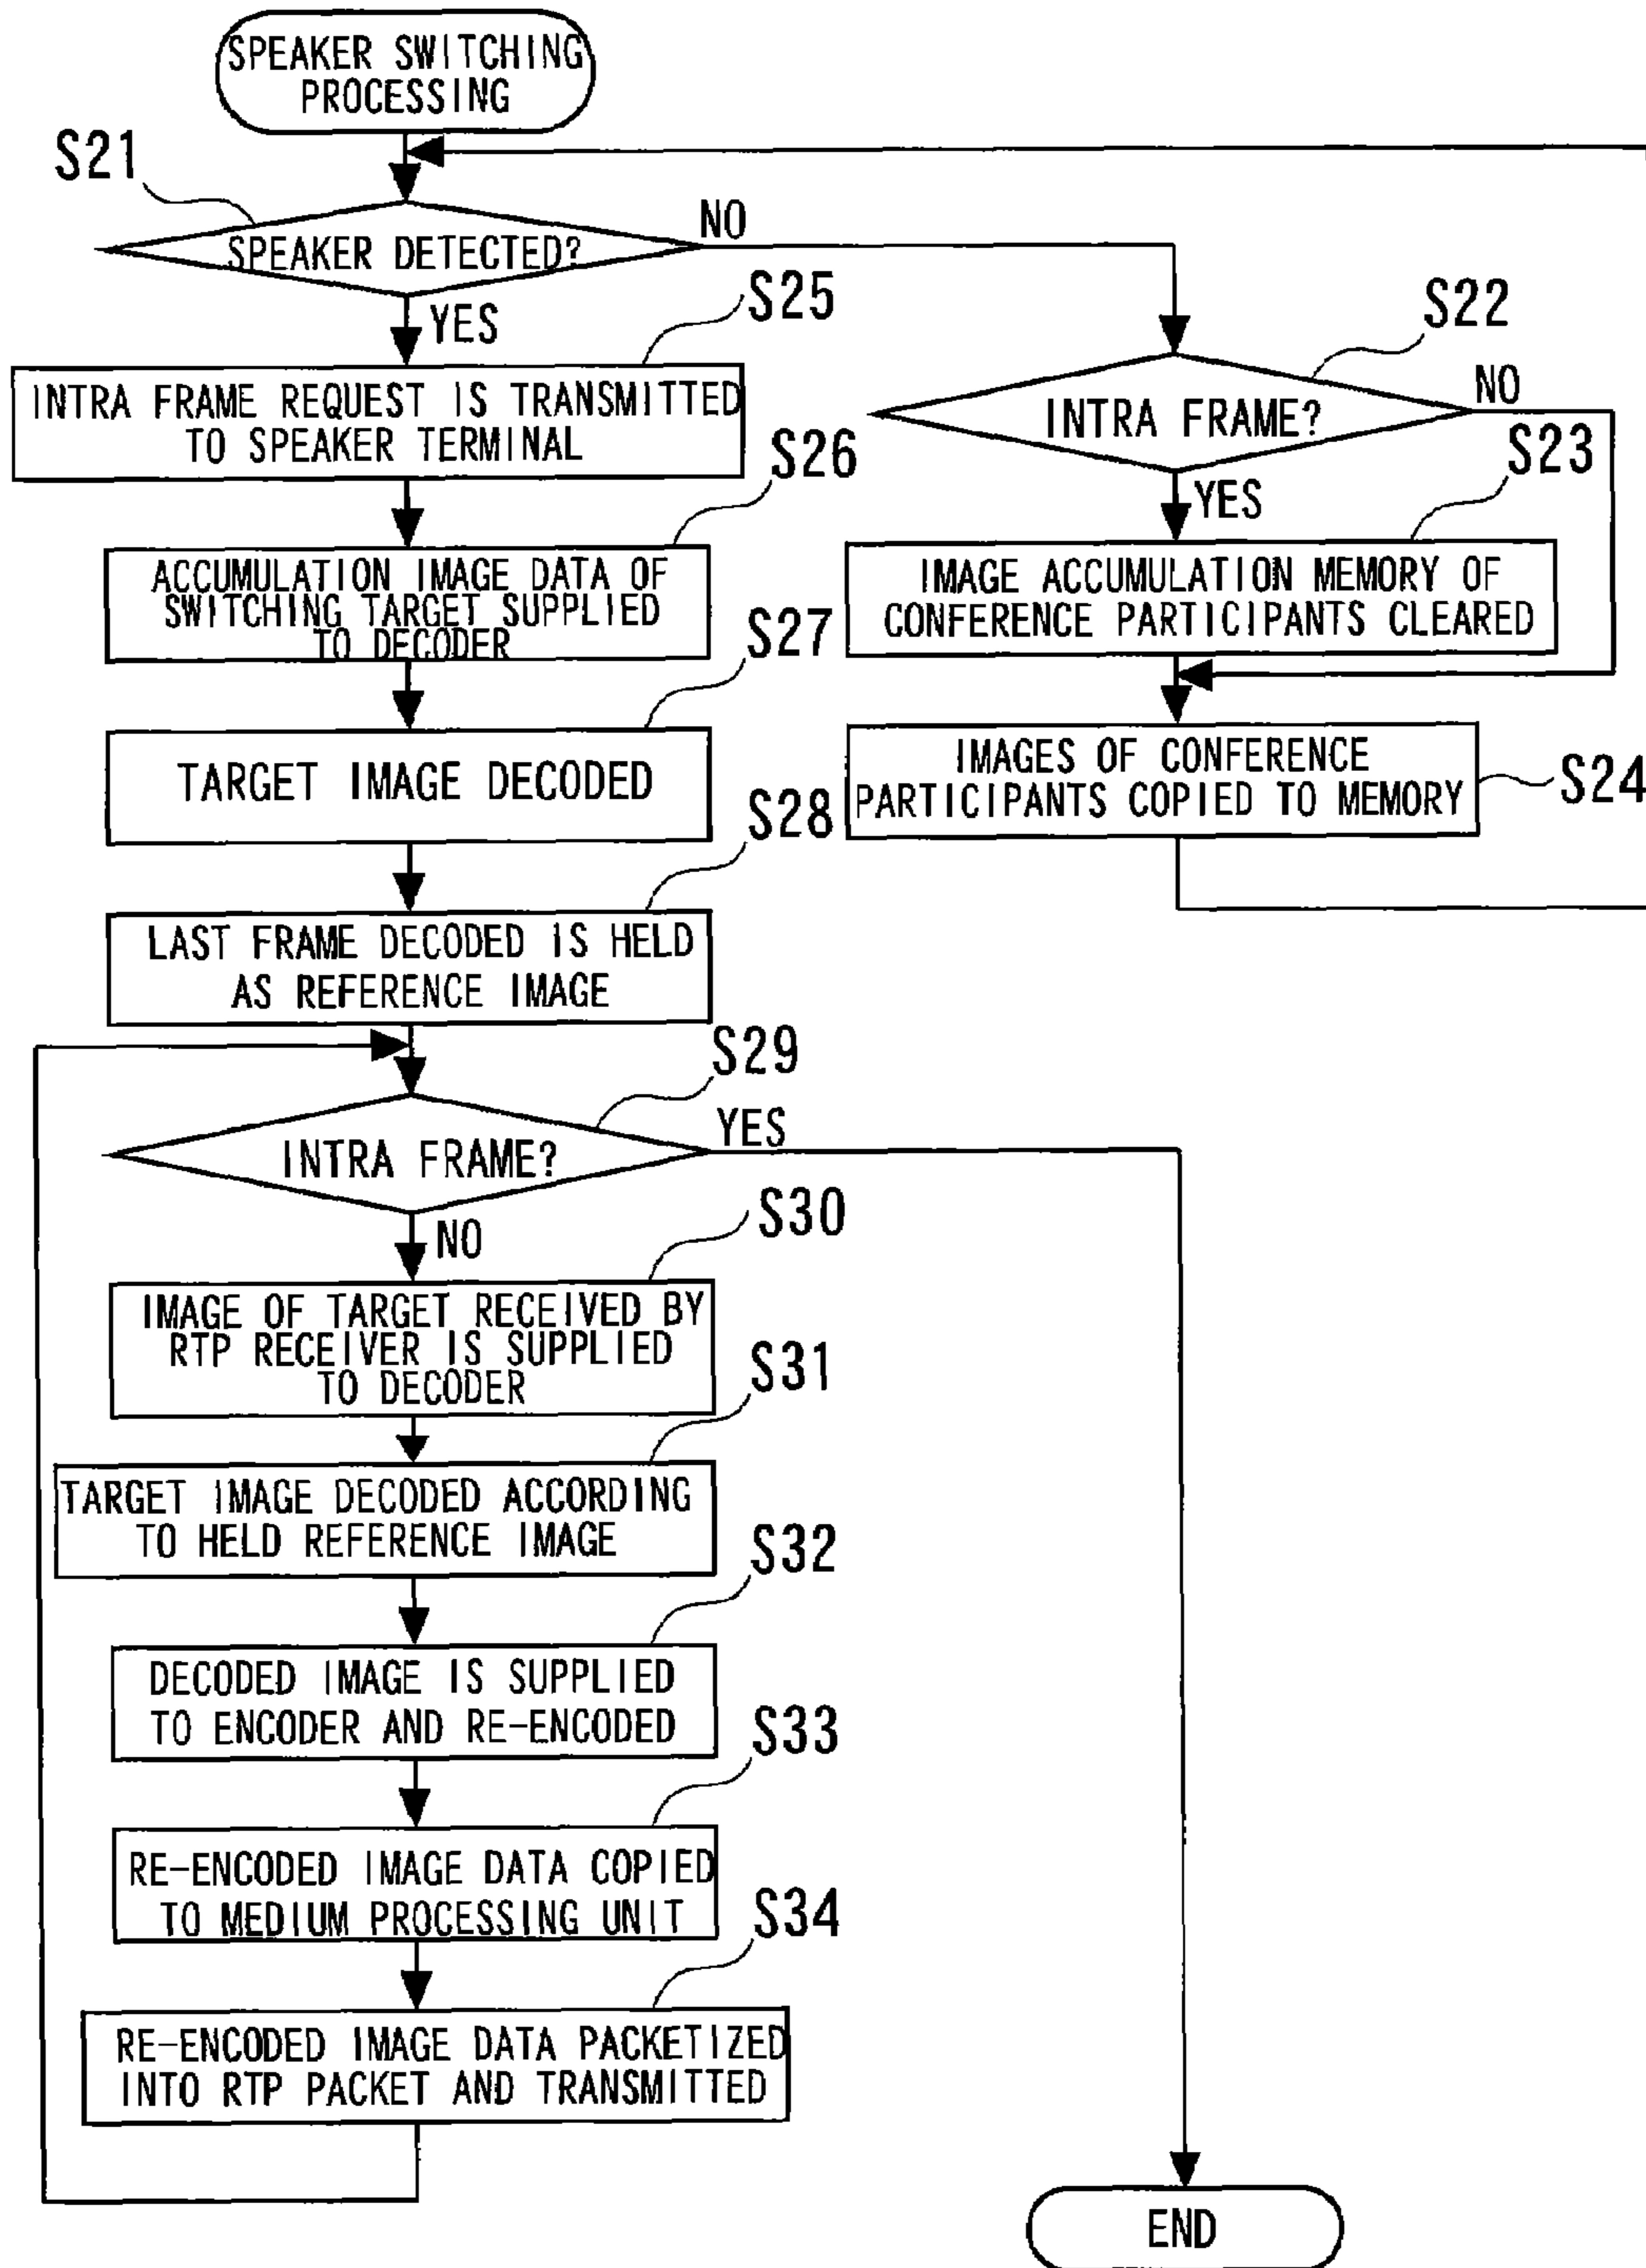 SPEAKER SWITCHING
PROCESSING
S21
SPEAKER DETECTED?
NO
YES
S25
INTRA FRAME REQUEST IS TRANSMITTED
TO SPEAKER TERMINAL
S26
ACCUMULATION IMAGE DATA OF
SWITCHING TARGET SUPPLIED
TO DECODER
S27
TARGET IMAGE DECODED
S28
LAST FRAME DECODED IS HELD
AS REFERENCE IMAGE
S22
INTRA FRAME?
NO
YES
S23
IMAGE ACCUMULATION MEMORY OF
CONFERENCE PARTICIPANTS CLEARED
IMAGES OF CONFERENCE
PARTICIPANTS COPIED TO MEMORY
S24
S29
INTRA FRAME?
YES
NO
S30
IMAGE OF TARGET RECEIVED BY
RTP RECEIVER IS SUPPLIED
TO DECODER
S31
TARGET IMAGE DECODED ACCORDING
TO HELD REFERENCE IMAGE
S32
DECODED IMAGE IS SUPPLIED
TO ENCODER AND RE-ENCODED
S33
RE-ENCODED IMAGE DATA COPIED
TO MEDIUM PROCESSING UNIT
S34
RE-ENCODED IMAGE DATA PACKETIZED
INTO RTP PACKET AND TRANSMITTED
END